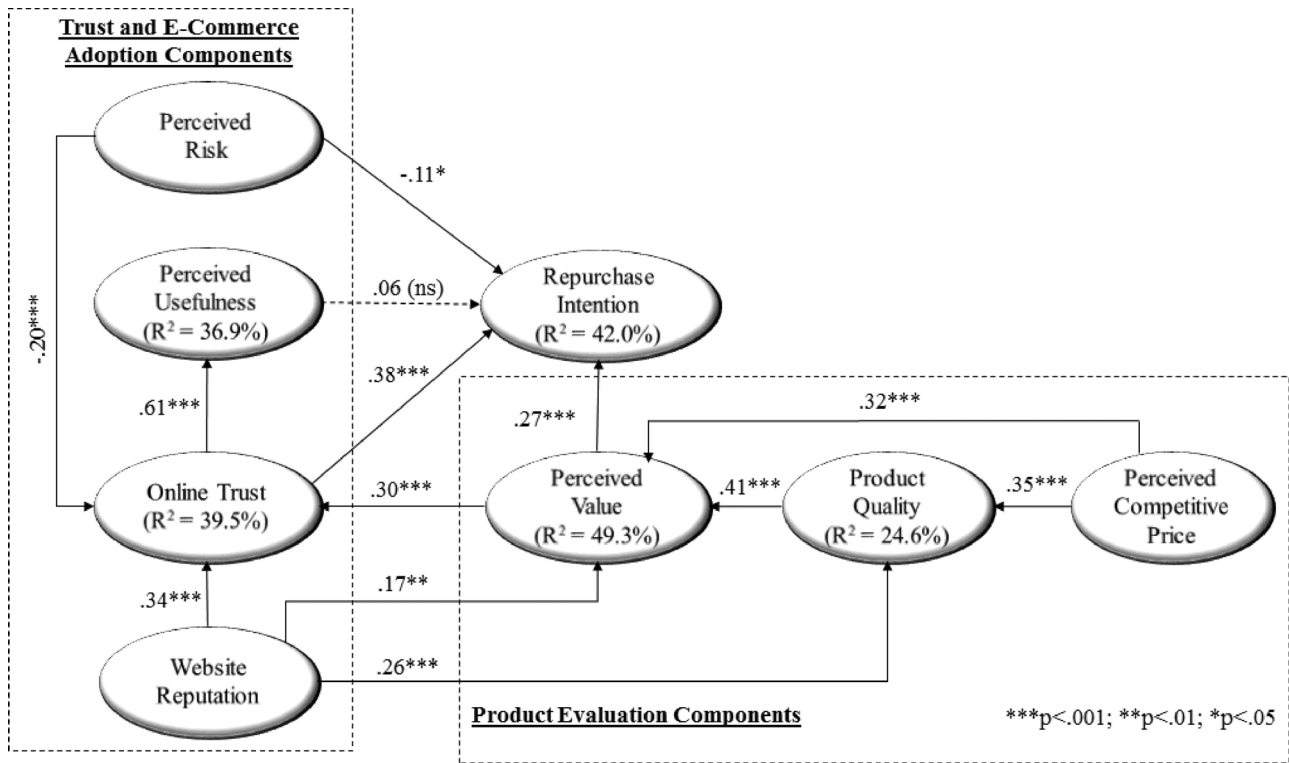 Trust and E-Commerce
Adoption Components
Perceived
Risk
-.11*
Perceived
Usefulness
(R² = 36.9%)
.06 (ns)
Repurchase
Intention
(R² = 42.0%)
-.20***
.61***
.38***
.27***
.32***
Online Trust
(R² = 39.5%)
.30***
Perceived
Value
(R² = 49.3%)
.41***
Product
Quality
(R² = 24.6%)
.35***
Perceived
Competitive
Price
.34***
.17**
Website
Reputation
.26***
Product Evaluation Components
***p<.001; **p<.01; *p<.05